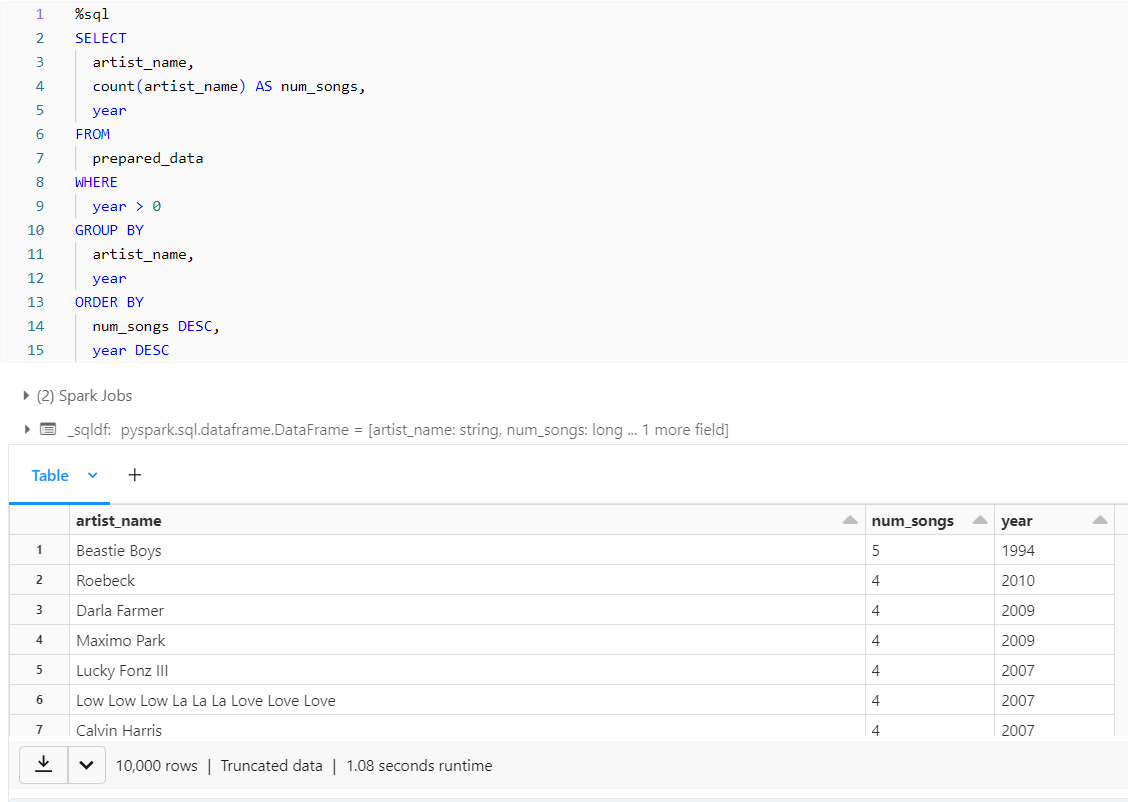 1 %sql
2 SELECT
3 artist_name,
4 count(artist_name) AS num_songs,
5 year
6 FROM
7 prepared_data
8 WHERE
9 year > 0
10 GROUP BY
11 artist_name,
12 year
13 ORDER BY
14 num_songs DESC,
15 year DESC
(2) Spark Jobs
_sqldf: pyspark.sql.dataframe.DataFrame = [artist_name: string, num_songs: long ... 1 more field]
Table +
artist_name num_songs year
1 Beastie Boys 5 1994
2 Roebeck 4 2010
3 Darla Farmer 4 2009
4 Maximo Park 4 2009
5 Lucky Fonz III 4 2007
6 Low Low Low La La La Love Love Love 4 2007
7 Calvin Harris 4 2007
10,000 rows | Truncated data | 1.08 seconds runtime